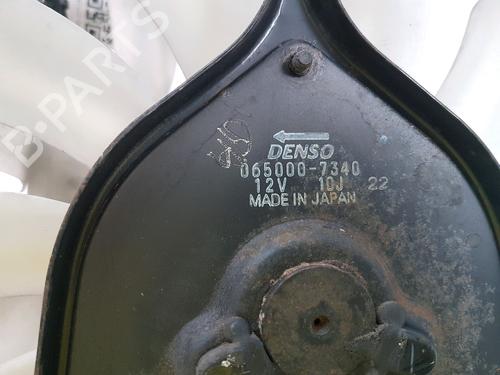 DENSO
065000-7340
12V 10J 22
MADE IN JAPAN
B-PARTS